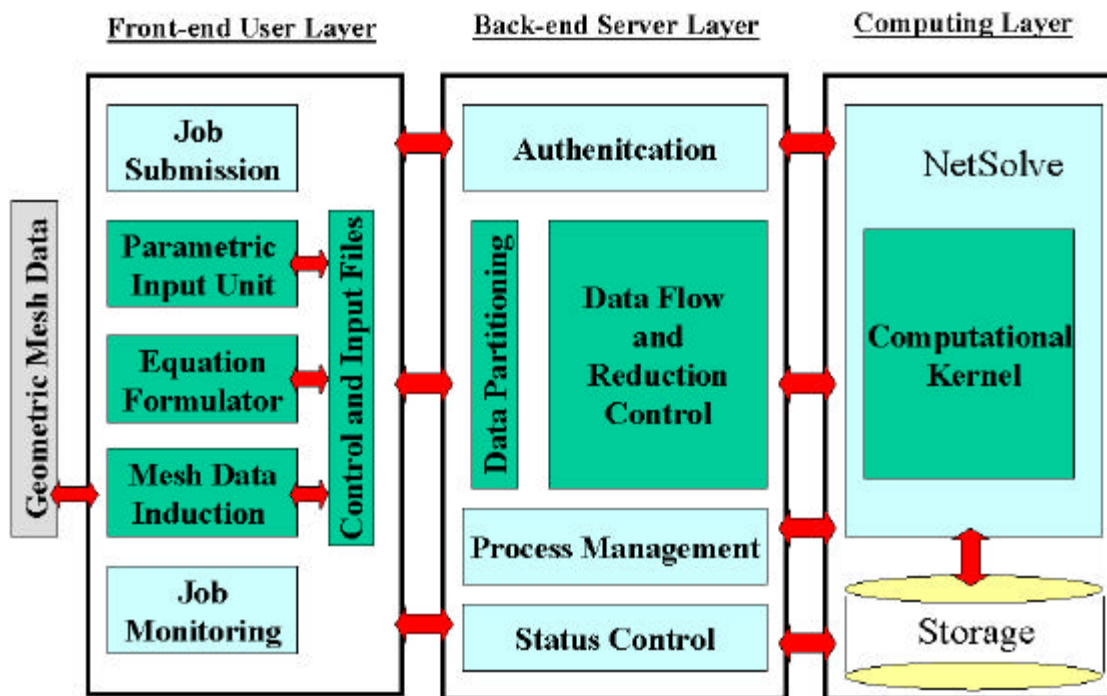 Front-end User Layer
Back-end Server Layer
Computing Layer
Geometric Mesh Data
Job
Submission
Parametric
Input Unit
Equation
Formulator
Mesh Data
Induction
Job
Monitoring
Control and Input Files
Authenitcation
Data Partitioning
Data Flow
and
Reduction
Control
Process Management
Status Control
NetSolve
Computational
Kernel
Storage